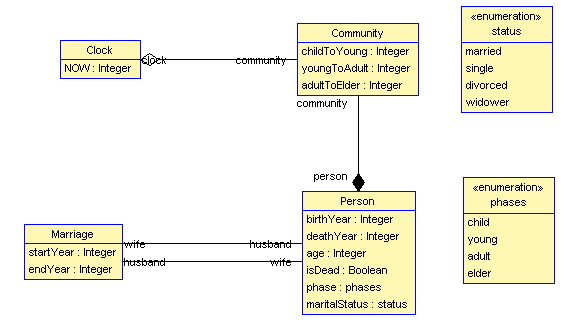 Clock
NOW : Integer
clock
community
Community
childToYoung : Integer
youngToAdult : Integer
adultToElder : Integer
community
«enumeration»
status
married
single
divorced
widower
person
Person
birthYear : Integer
deathYear : Integer
age : Integer
isDead : Boolean
phase : phases
maritalStatus : status
Marriage
startYear : Integer
endYear : Integer
wife
husband
husband
wife
«enumeration»
phases
child
young
adult
elder